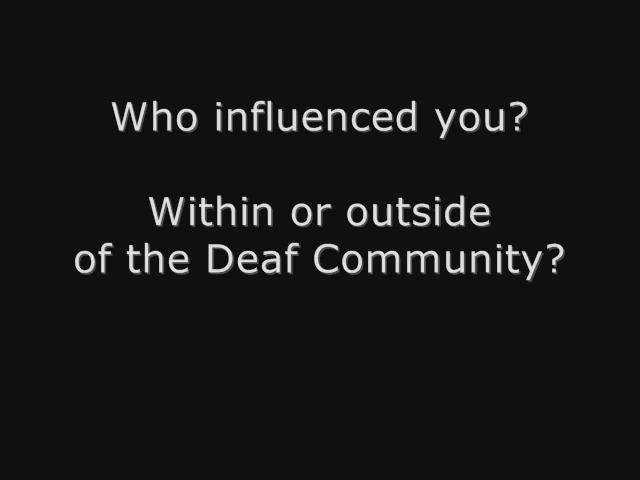 Who influenced you?
Within or outside
of the Deaf Community?